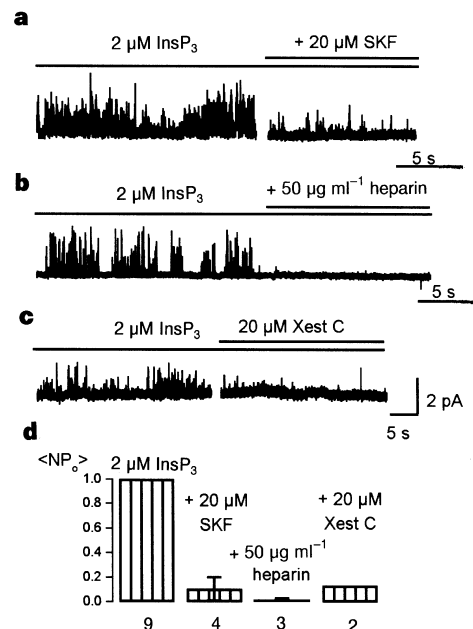 a
2 µM InsP₃
+ 20 µM SKF
5 s
b
2 µM InsP₃
+ 50 µg ml⁻¹ heparin
5 s
c
2 µM InsP₃
20 µM Xest C
2 pA
5 s
d
<NPₒ>
2 µM InsP₃
1.0
0.8
0.6
0.4
0.2
0.0
+ 20 µM
SKF
+ 50 µg ml⁻¹
heparin
+ 20 µM
Xest C
9 4 3 2